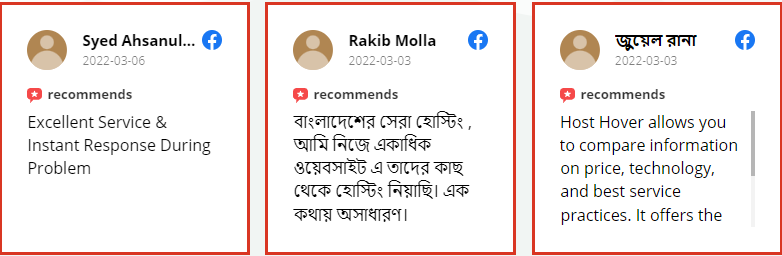 Syed Ahsanul...
2022-03-06
recommends
Excellent Service &
Instant Response During
Problem
Rakib Molla
2022-03-03
recommends
বাংলাদেশের সেরা হোস্টিং ,
আমি নিজে একাধিক
ওয়েবসাইট এ তাদের কাছ
থেকে হোস্টিং নিয়াছি। এক
কথায় অসাধারণ।
জুয়েল রানা
2022-03-03
recommends
Host Hover allows you
to compare information
on price, technology,
and best service
practices. It offers the